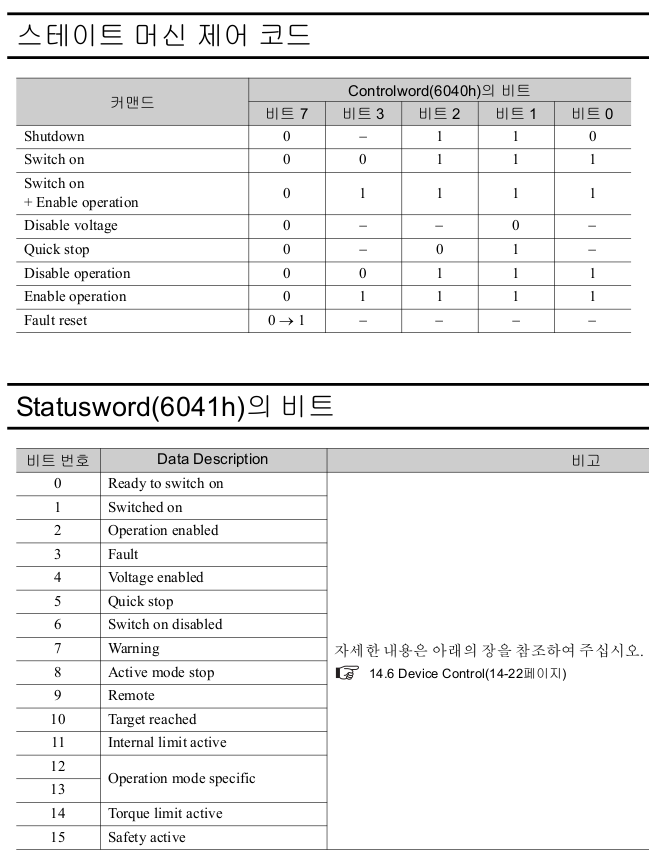 스테이트 머신 제어 코드
커맨드 Controlword(6040h)의 비트
비트 7 비트 3 비트 2 비트 1 비트 0
Shutdown 0 – 1 1 0
Switch on 0 0 1 1 1
Switch on
+ Enable operation 0 1 1 1 1
Disable voltage 0 – – 0 –
Quick stop 0 – 0 1 –
Disable operation 0 0 1 1 1
Enable operation 0 1 1 1 1
Fault reset 0 → 1 – – – –
Statusword(6041h)의 비트
비트 번호 Data Description 비고
0 Ready to switch on
1 Switched on
2 Operation enabled
3 Fault
4 Voltage enabled
5 Quick stop
6 Switch on disabled
7 Warning
자세한 내용은 아래의 장을 참조하여 주십시오.
8 Active mode stop
14.6 Device Control(14-22페이지)
9 Remote
10 Target reached
11 Internal limit active
12
Operation mode specific
13
14 Torque limit active
15 Safety active